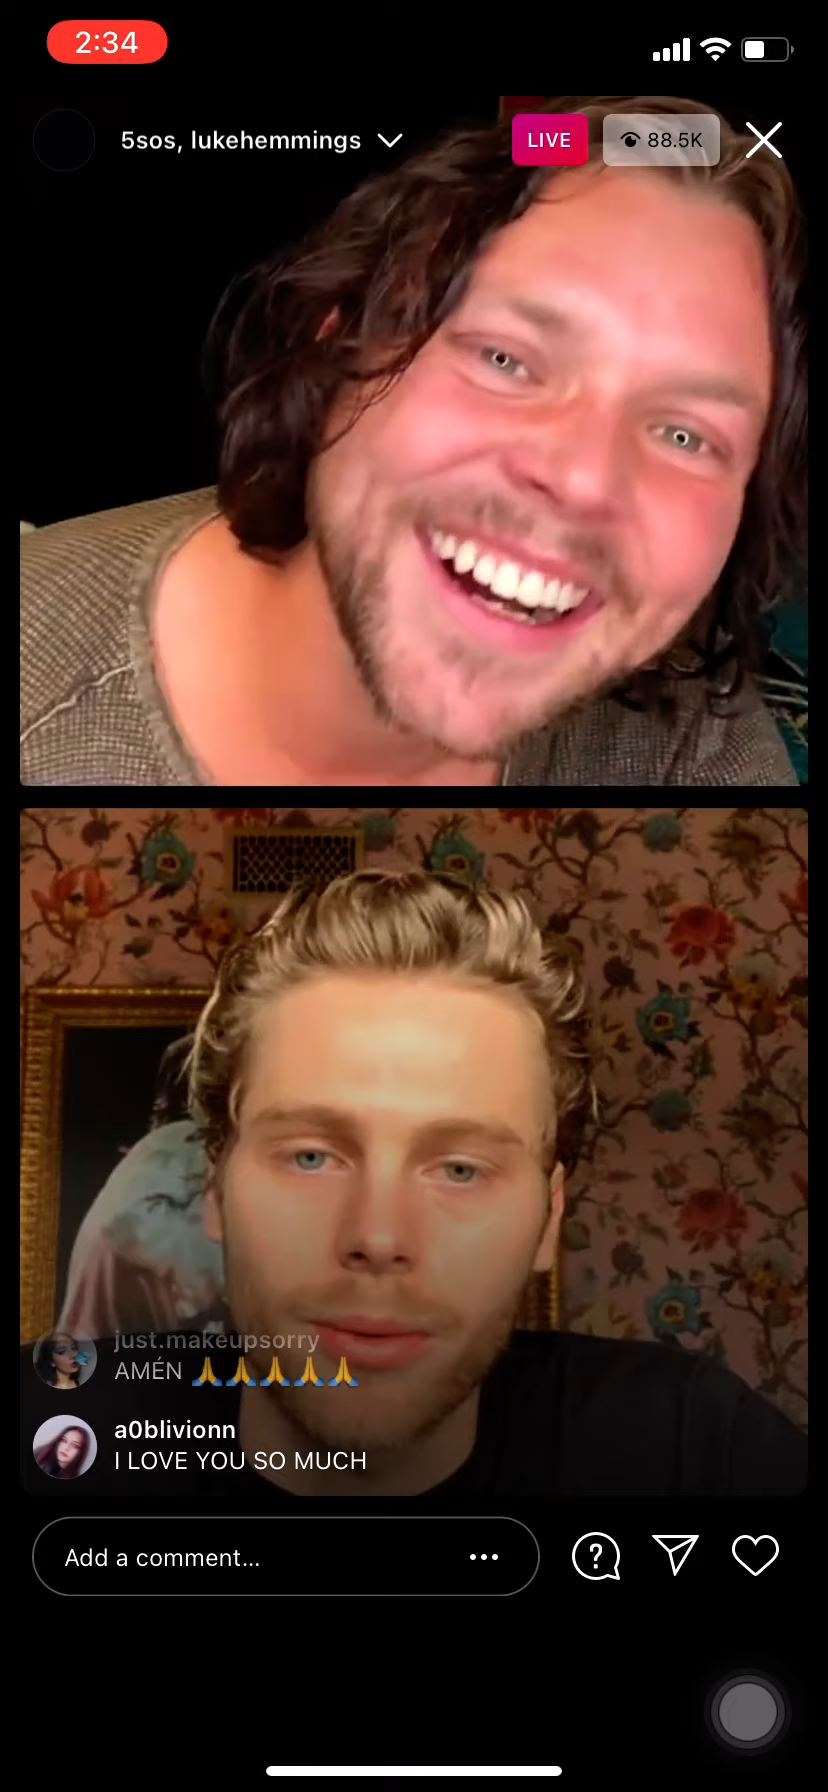 2:34
5sos, lukehemmings
LIVE
88.5K
just.makeupsorry
AMÉN 🙏🙏🙏🙏🙏
a0blivionn
I LOVE YOU SO MUCH
Add a comment...